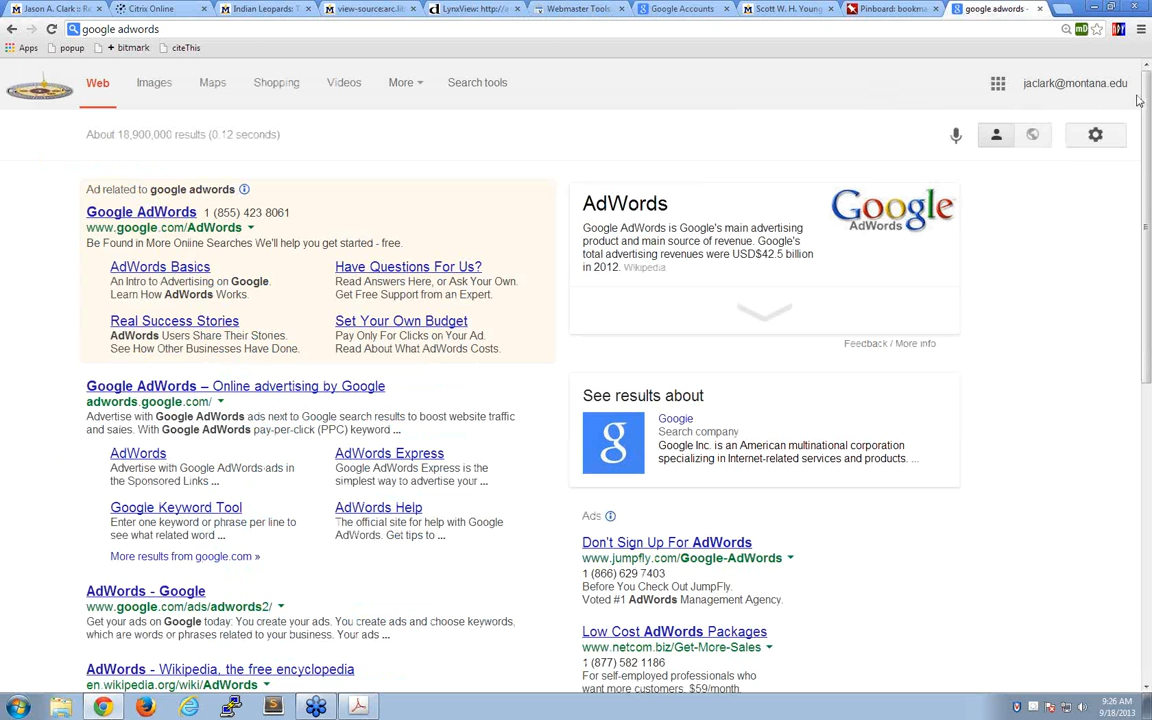 Jason A. Clark :: Re
Citrix Online
Indian Leopards: T
view-source:arc.lib
LynxView: http://a
Webmaster Tools
Google Accounts
Scott W. H. Young
Pinboard: bookma
google adwords -
google adwords
Apps
popup
+ bitmark
citeThis
Web
Images
Maps
Shopping
Videos
More
Search tools
jaclark@montana.edu
About 18,900,000 results (0.12 seconds)
Ad related to google adwords
Google AdWords 1 (855) 423 8061
www.google.com/AdWords
Be Found in More Online Searches We'll help you get started - free.
AdWords Basics
An Intro to Advertising on Google.
Learn How AdWords Works.
Have Questions For Us?
Read Answers Here, or Ask Your Own.
Get Free Support from an Expert.
Real Success Stories
AdWords Users Share Their Stories.
See How Other Businesses Have Done.
Set Your Own Budget
Pay Only For Clicks on Your Ad.
Read About What AdWords Costs.
Google AdWords – Online advertising by Google
adwords.google.com/
Advertise with Google AdWords ads next to Google search results to boost website traffic
and sales. With Google AdWords pay-per-click (PPC) keyword ...
AdWords
Advertise with Google AdWords ads in
the Sponsored Links ...
AdWords Express
Google AdWords Express is the
simplest way to advertise your ...
Google Keyword Tool
Enter one keyword or phrase per line to
see what related word ...
AdWords Help
The official site for help with Google
AdWords. Get tips to ...
More results from google.com »
AdWords - Google
www.google.com/ads/adwords2/
Get your ads on Google today: You create your ads. You create ads and choose keywords,
which are words or phrases related to your business. Your ads ...
AdWords - Wikipedia, the free encyclopedia
en.wikipedia.org/wiki/AdWords
AdWords
Google AdWords is Google's main advertising
product and main source of revenue. Google's
total advertising revenues were USD$42.5 billion
in 2012. Wikipedia
Google
AdWords
Feedback / More info
See results about
Google
Search company
Google Inc. is an American multinational corporation
specializing in Internet-related services and products. ...
g
Ads
Don't Sign Up For AdWords
www.jumpfly.com/Google-AdWords
1 (866) 629 7403
Before You Check Out JumpFly.
Voted #1 AdWords Management Agency.
Low Cost AdWords Packages
www.netcom.biz/Get-More-Sales
1 (877) 582 1186
For self-employed professionals who
want more customers. $59/month.
9:26 AM
9/18/2013